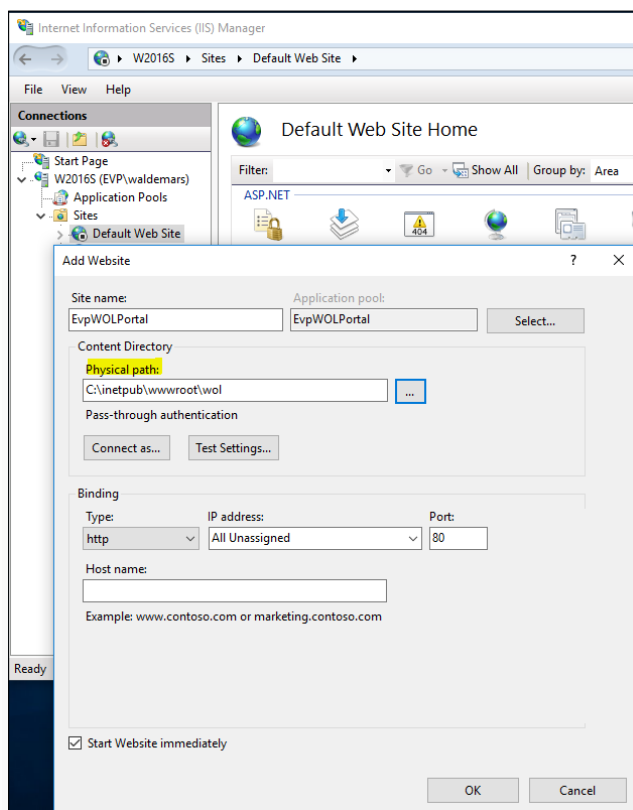 Internet Information Services (IIS) Manager
W2016S Sites Default Web Site
File View Help
Connections
Start Page
W2016S (EVP\waldemars)
Application Pools
Sites
Default Web Site
Default Web Site Home
Filter: Go Show All Group by: Area
ASP.NET
404
Add Website
? X
Site name:
Application pool:
EvpWOLPortal
EvpWOLPortal
Select...
Content Directory
Physical path:
C:\inetpub\wwwroot\wol
...
Pass-through authentication
Connect as...
Test Settings...
Binding
Type:
IP address:
Port:
http
All Unassigned
80
Host name:
Example: www.contoso.com or marketing.contoso.com
Ready
Start Website immediately
OK
Cancel